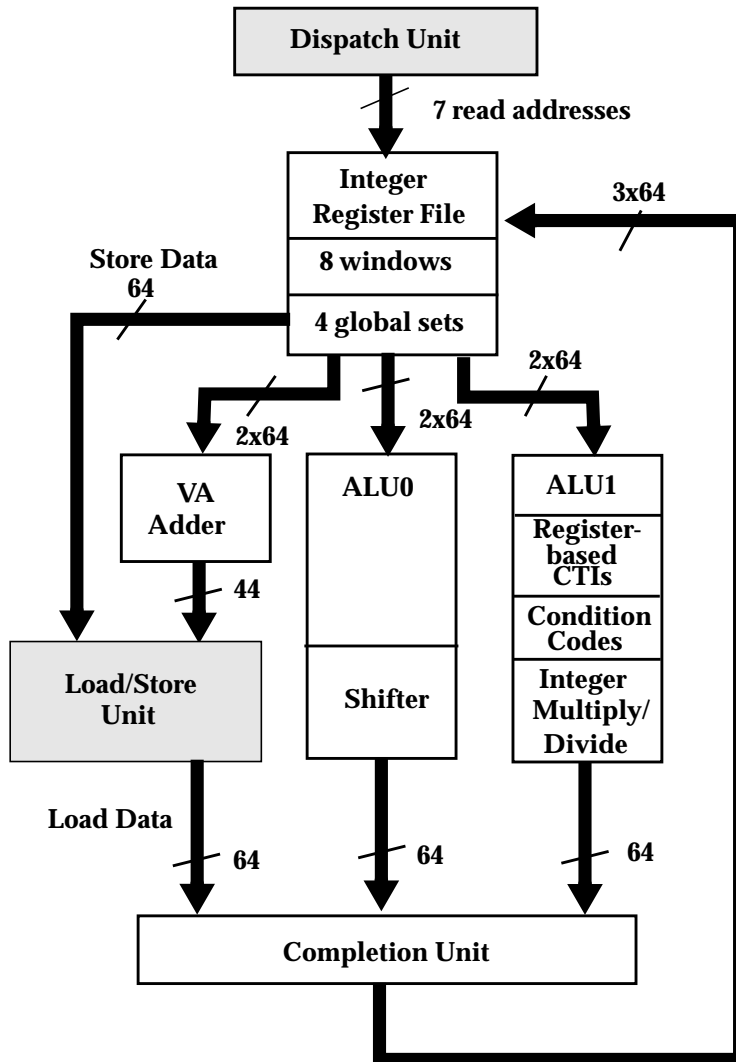 Dispatch Unit
7 read addresses
Integer
Register File
3x64
8 windows
Store Data
64
4 global sets
2x64
2x64
2x64
VA
Adder
ALU0
ALU1
Register-
based
CTIs
44
Condition
Codes
Load/Store
Unit
Shifter
Integer
Multiply/
Divide
Load Data
64
64
64
Completion Unit